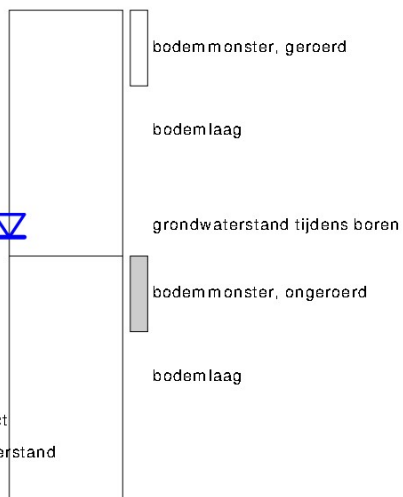 bodemmonster, geroerd
bodemlaag
grondwaterstand tijdens boren
bodemmonster, ongeroerd
bodemlaag